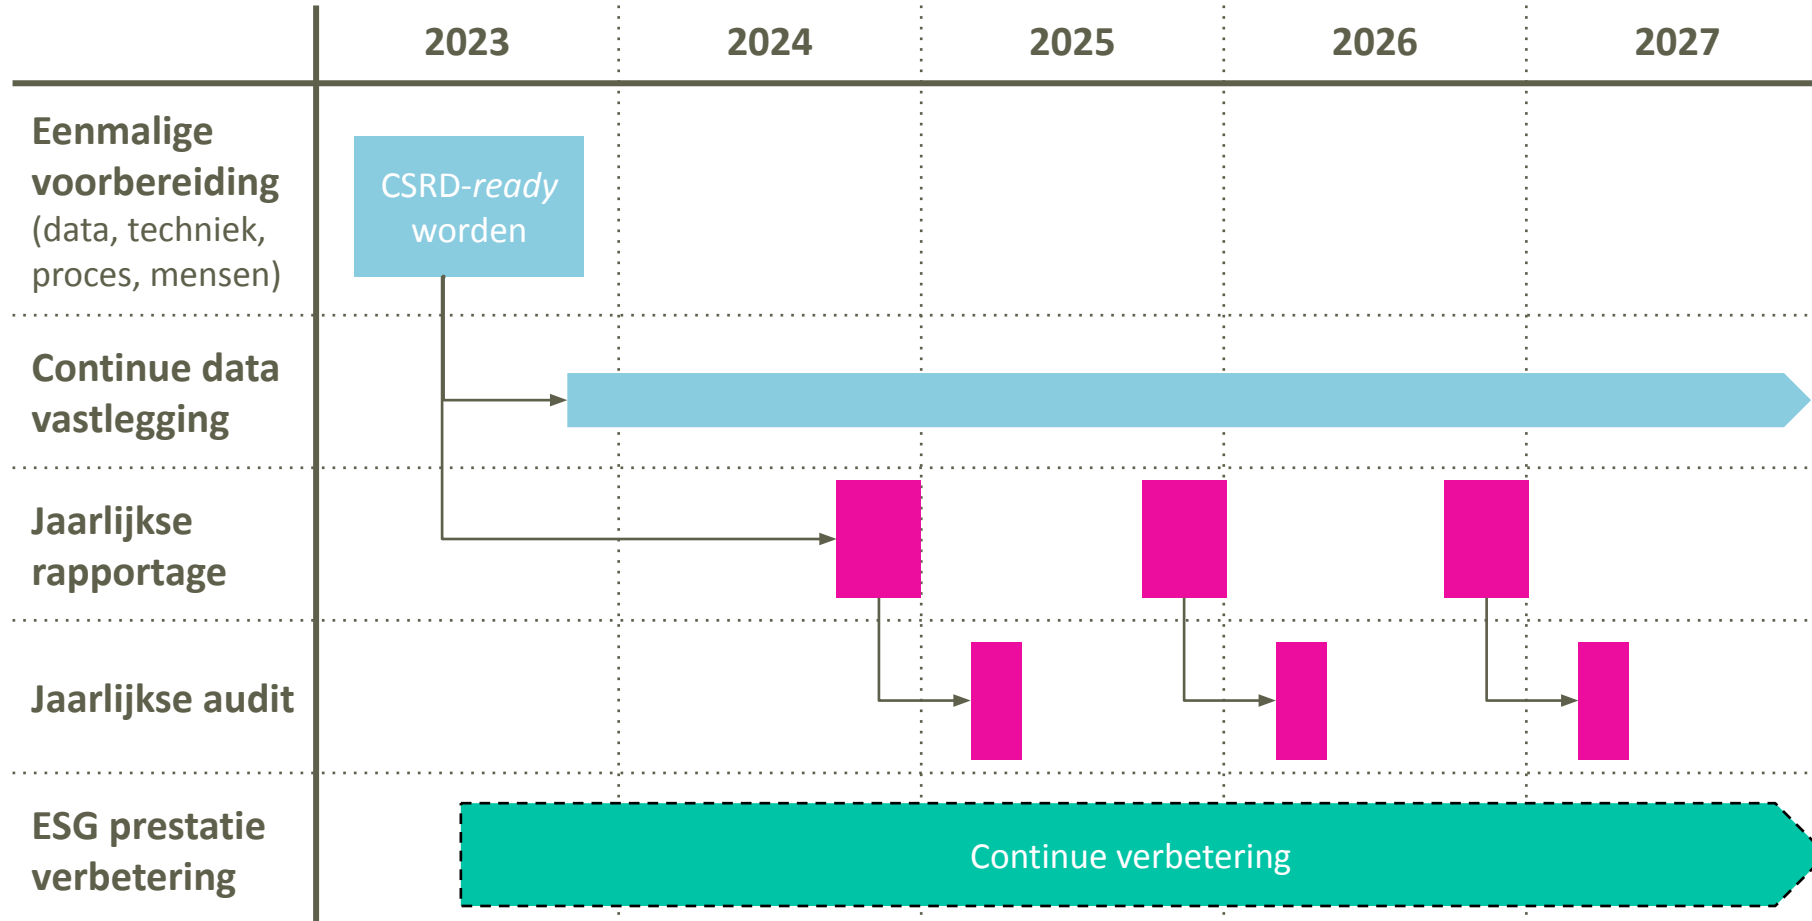 2023
2024
2025
2026
2027
Eenmalige
voorbereiding
(data, techniek,
proces, mensen)
CSRD-ready
worden
Continue data
vastlegging
Jaarlijkse
rapportage
Jaarlijkse audit
ESG prestatie
verbetering
Continue verbetering